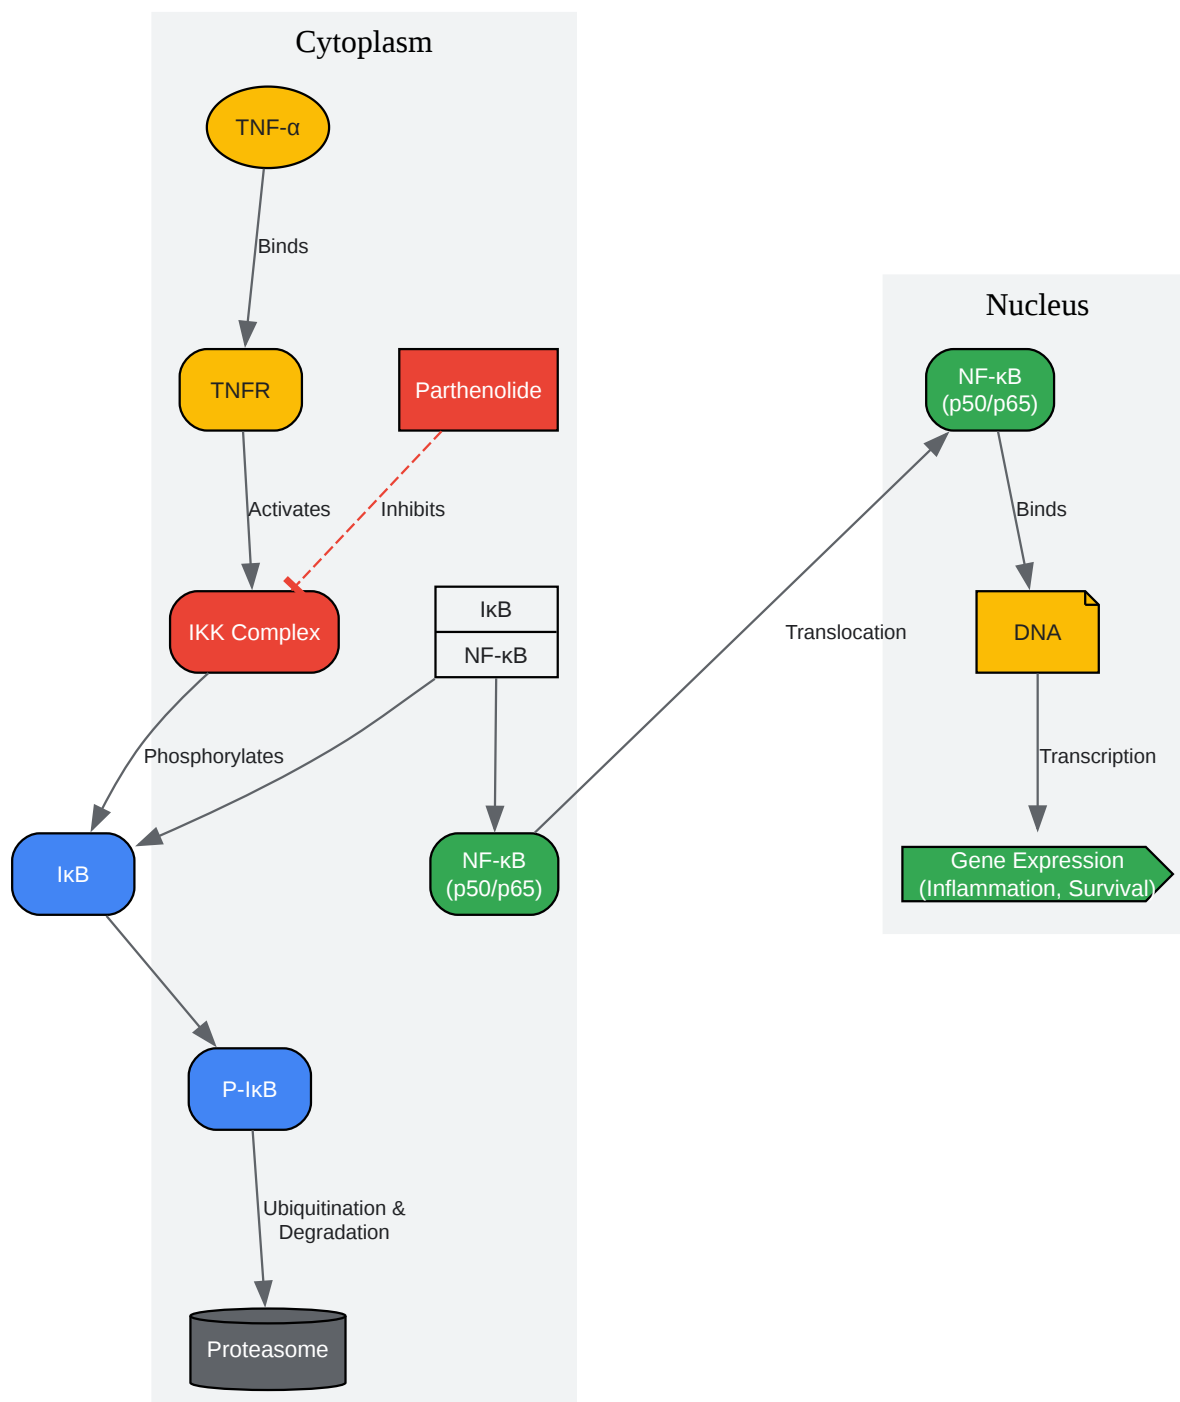 Cytoplasm
TNF-α
Binds
TNFR
Parthenolide
Activates
Inhibits
IKK Complex
IκB
NF-κB
Phosphorylates
IκB
NF-κB
(p50/p65)
P-IκB
Ubiquitination &
Degradation
Proteasome
Translocation
Nucleus
NF-κB
(p50/p65)
Binds
DNA
Transcription
Gene Expression
(Inflammation, Survival)